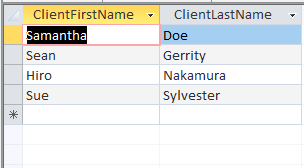 ClientFirstName ClientLastName
Samantha Doe
Sean Gerrity
Hiro Nakamura
Sue Sylvester